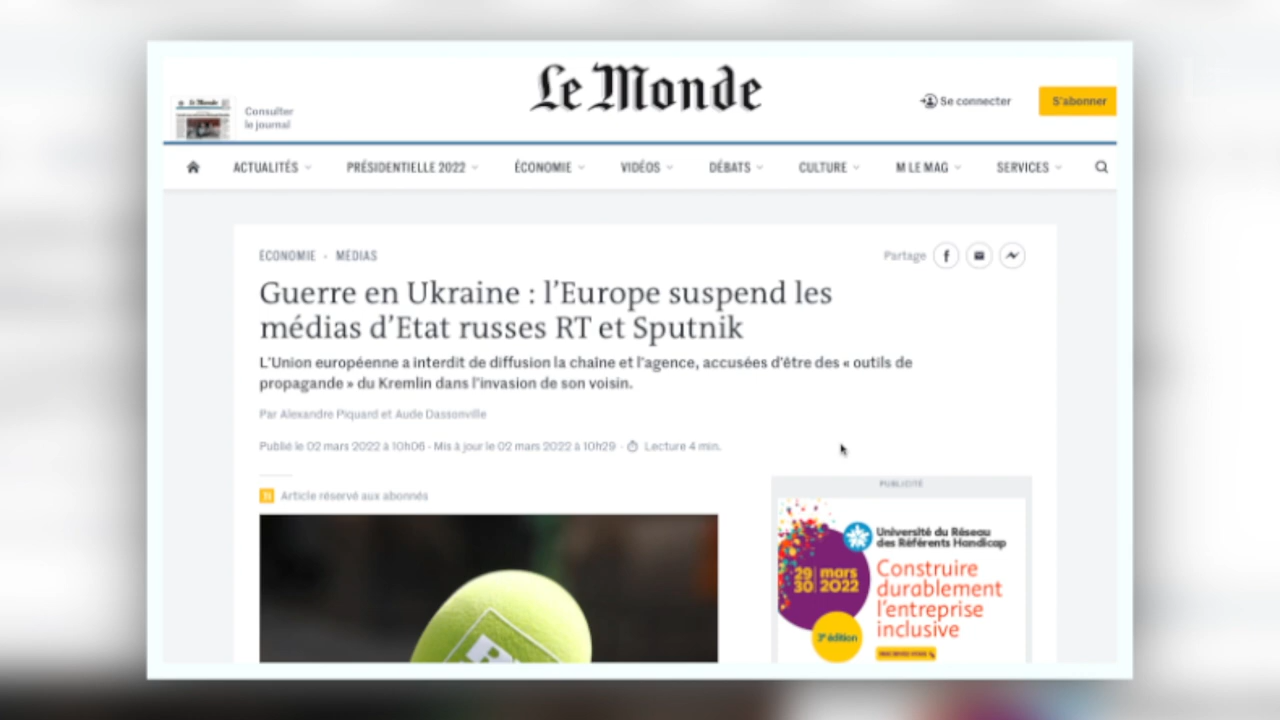 Le Monde
Consulter
le journal
Se connecter
S'abonner
ACTUALITÉS
PRÉSIDENTIELLE 2022
ÉCONOMIE
VIDÉOS
DÉBATS
CULTURE
M LE MAG
SERVICES
ÉCONOMIE • MÉDIAS
Partage
Guerre en Ukraine : l'Europe suspend les
médias d'Etat russes RT et Sputnik
L'Union européenne a interdit de diffusion la chaîne et l'agence, accusées d'être des « outils de
propagande » du Kremlin dans l'invasion de son voisin.
Par Alexandre Piquard et Aude Dassonville
Publié le 02 mars 2022 à 10h06 - Mis à jour le 02 mars 2022 à 10h29 · Lecture 4 min.
Article réservé aux abonnés
PUBLICITÉ
Université du Réseau
des Référents Handicap
29 mars
30 2022
Construire
durablement
l'entreprise
inclusive
3e édition